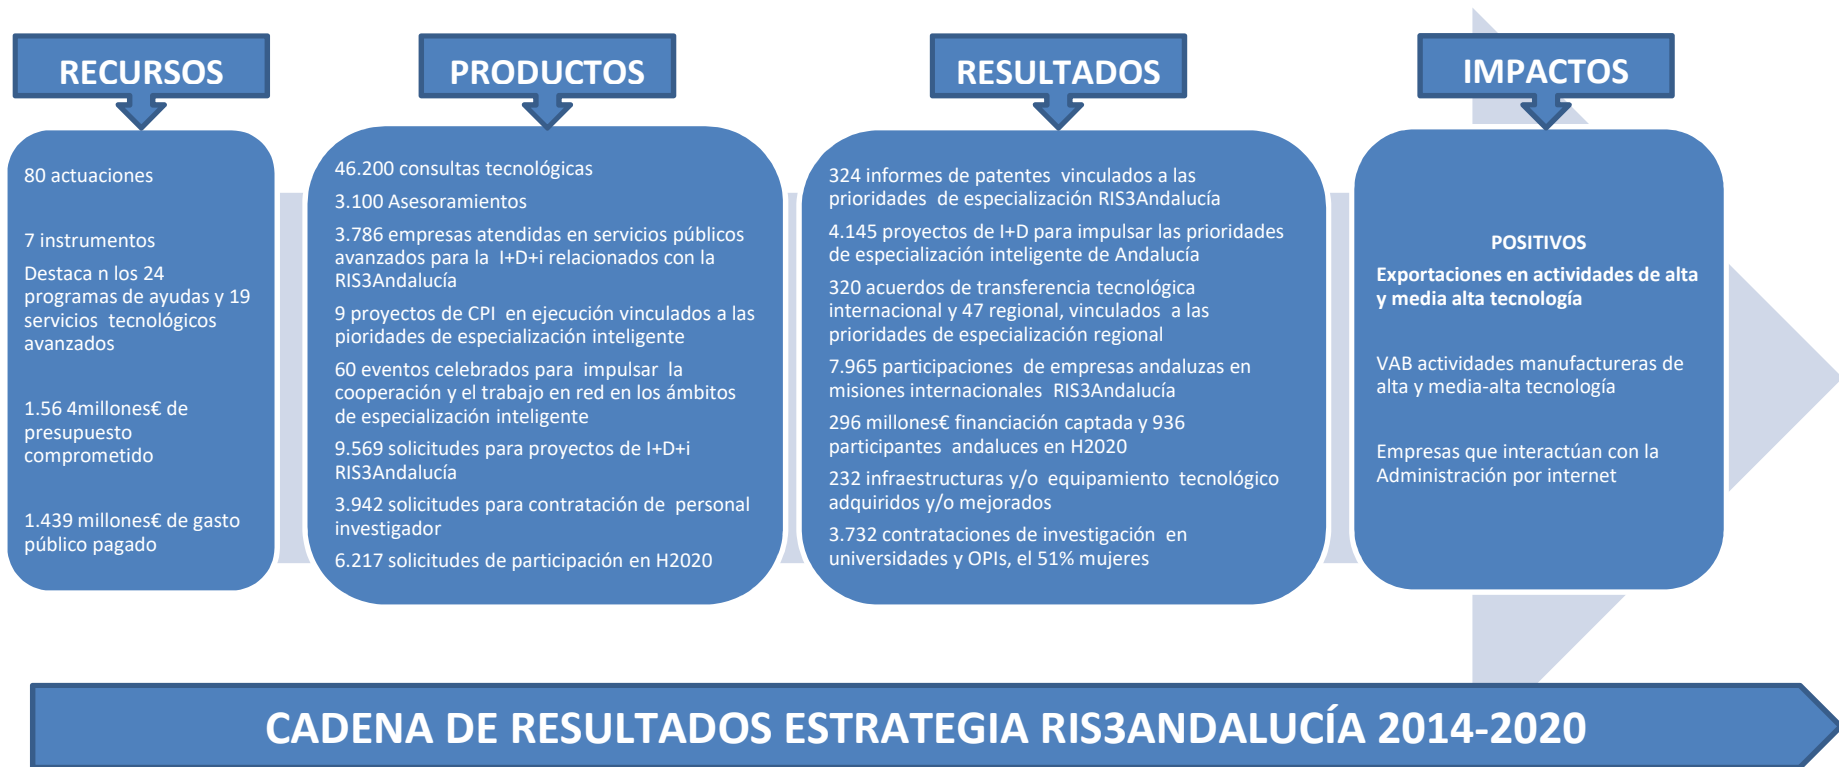 RECURSOS
80 actuaciones
7 instrumentos
Destaca n los 24
programas de ayudas y 19
servicios tecnológicos
avanzados
1.56 4millones€ de
presupuesto
comprometido
1.439 millones€ de gasto
público pagado
PRODUCTOS
46.200 consultas tecnológicas
3.100 Asesoramientos
3.786 empresas atendidas en servicios públicos
avanzados para la I+D+i relacionados con la
RIS3Andalucía
9 proyectos de CPI en ejecución vinculados a las
pioridades de especialización inteligente
60 eventos celebrados para impulsar la
cooperación y el trabajo en red en los ámbitos
de especialización inteligente
9.569 solicitudes para proyectos de I+D+i
RIS3Andalucía
3.942 solicitudes para contratación de personal
investigador
6.217 solicitudes de participación en H2020
RESULTADOS
324 informes de patentes vinculados a las
prioridades de especialización RIS3Andalucía
4.145 proyectos de I+D para impulsar las prioridades
de especialización inteligente de Andalucía
320 acuerdos de transferencia tecnológica
internacional y 47 regional, vinculados a las
prioridades de especialización regional
7.965 participaciones de empresas andaluzas en
misiones internacionales RIS3Andalucía
296 millones€ financiación captada y 936
participantes andaluces en H2020
232 infraestructuras y/o equipamiento tecnológico
adquiridos y/o mejorados
3.732 contrataciones de investigación en
universidades y OPIs, el 51% mujeres
IMPACTOS
POSITIVOS
Exportaciones en actividades de alta
y media alta tecnología
VAB actividades manufactureras de
alta y media-alta tecnología
Empresas que interactúan con la
Administración por internet
CADENA DE RESULTADOS ESTRATEGIA RIS3ANDALUCÍA 2014-2020